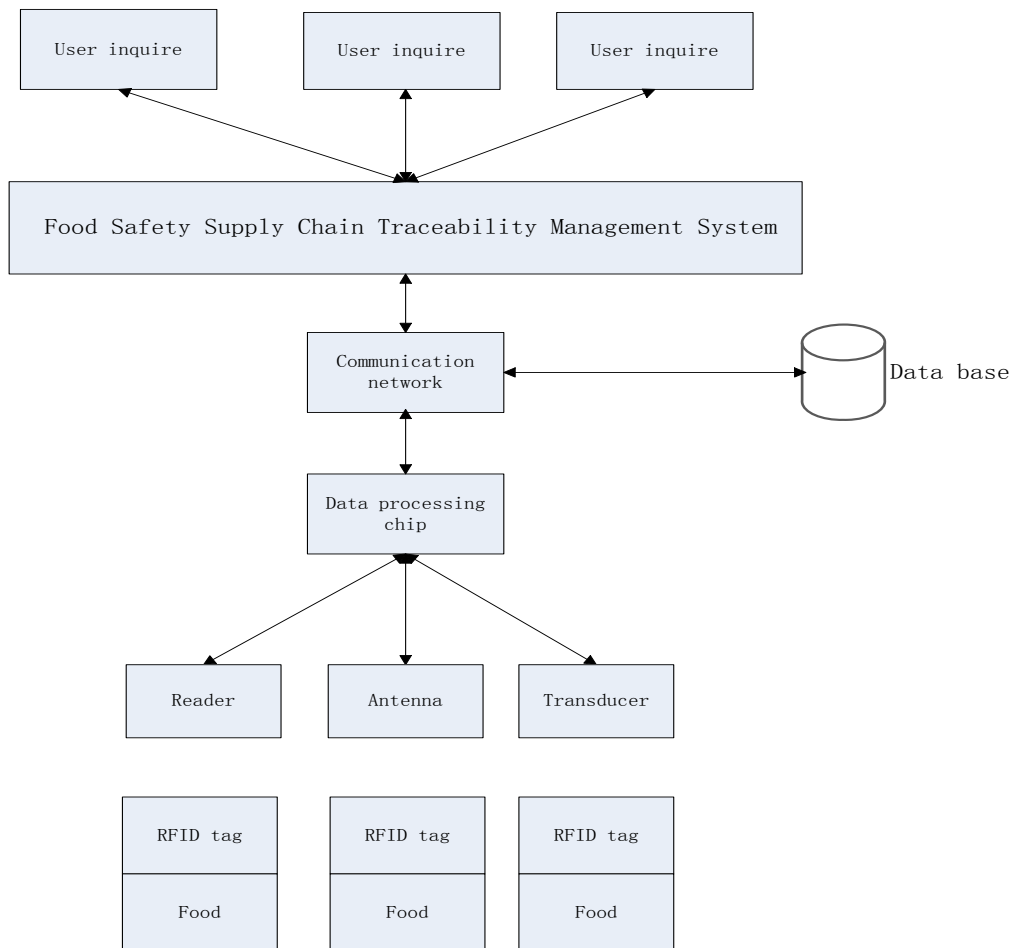 User inquire
User inquire
User inquire
Food Safety Supply Chain Traceability Management System
Communication
network
Data base
Data processing
chip
Reader
Antenna
Transducer
RFID tag
RFID tag
RFID tag
Food
Food
Food